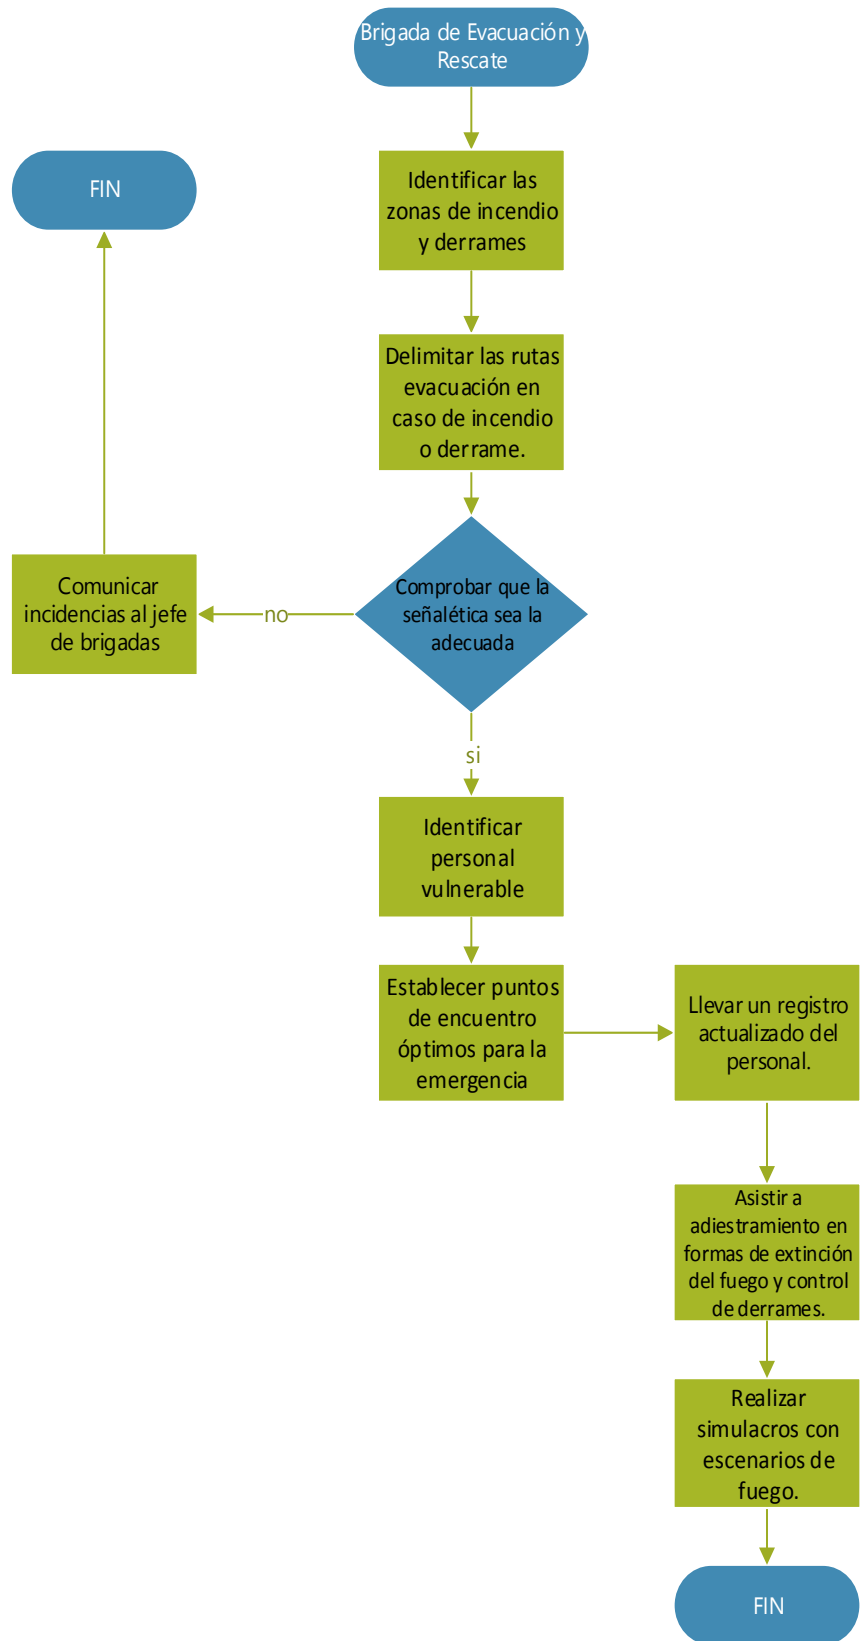 Brigada de Evacuación y
Rescate
Identificar las
zonas de incendio
y derrames
FIN
Delimitar las rutas
evacuación en
caso de incendio
o derrame.
Comprobar que la
señalética sea la
adecuada
no
Comunicar
incidencias al jefe
de brigadas
si
Identificar
personal
vulnerable
Establecer puntos
de encuentro
óptimos para la
emergencia
Llevar un registro
actualizado del
personal.
Asistir a
adiestramiento en
formas de extinción
del fuego y control
de derrames.
Realizar
simulacros con
escenarios de
fuego.
FIN